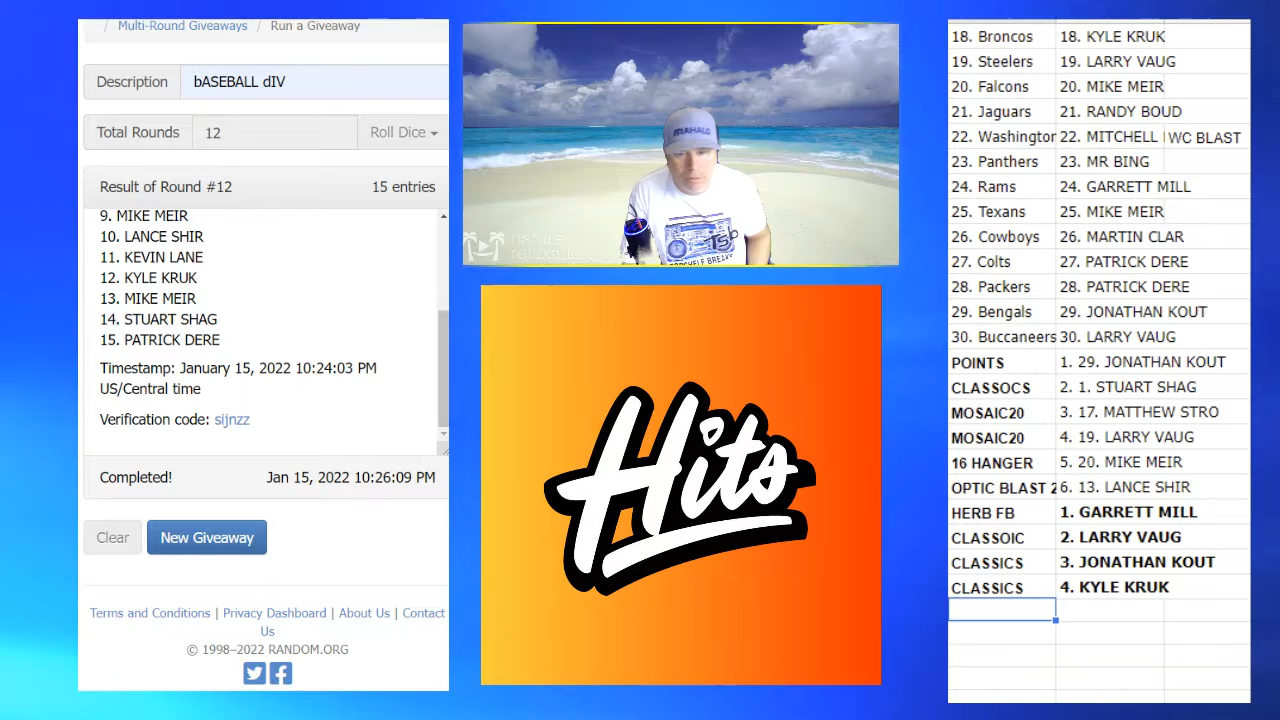 Multi-Round Giveaways / Run a Giveaway
Description bASEBALL dIV
Total Rounds 12 Roll Dice
Result of Round #12 15 entries
9. MIKE MEIR
10. LANCE SHIR
11. KEVIN LANE
12. KYLE KRUK
13. MIKE MEIR
14. STUART SHAG
15. PATRICK DERE
Timestamp: January 15, 2022 10:24:03 PM
US/Central time
Verification code: sijnzz
Completed! Jan 15, 2022 10:26:09 PM
Clear New Giveaway
Terms and Conditions | Privacy Dashboard | About Us | Contact
Us
© 1998–2022 RANDOM.ORG
MAHALO
Tsb
Hits
18. Broncos 18. KYLE KRUK
19. Steelers 19. LARRY VAUG
20. Falcons 20. MIKE MEIR
21. Jaguars 21. RANDY BOUD
22. Washington 22. MITCHELL WC BLAST
23. Panthers 23. MR BING
24. Rams 24. GARRETT MILL
25. Texans 25. MIKE MEIR
26. Cowboys 26. MARTIN CLAR
27. Colts 27. PATRICK DERE
28. Packers 28. PATRICK DERE
29. Bengals 29. JONATHAN KOUT
30. Buccaneers 30. LARRY VAUG
POINTS 1. 29. JONATHAN KOUT
CLASSOCS 2. 1. STUART SHAG
MOSAIC20 3. 17. MATTHEW STRO
MOSAIC20 4. 19. LARRY VAUG
16 HANGER 5. 20. MIKE MEIR
OPTIC BLAST 2 6. 13. LANCE SHIR
HERB FB 1. GARRETT MILL
CLASSOIC 2. LARRY VAUG
CLASSICS 3. JONATHAN KOUT
CLASSICS 4. KYLE KRUK